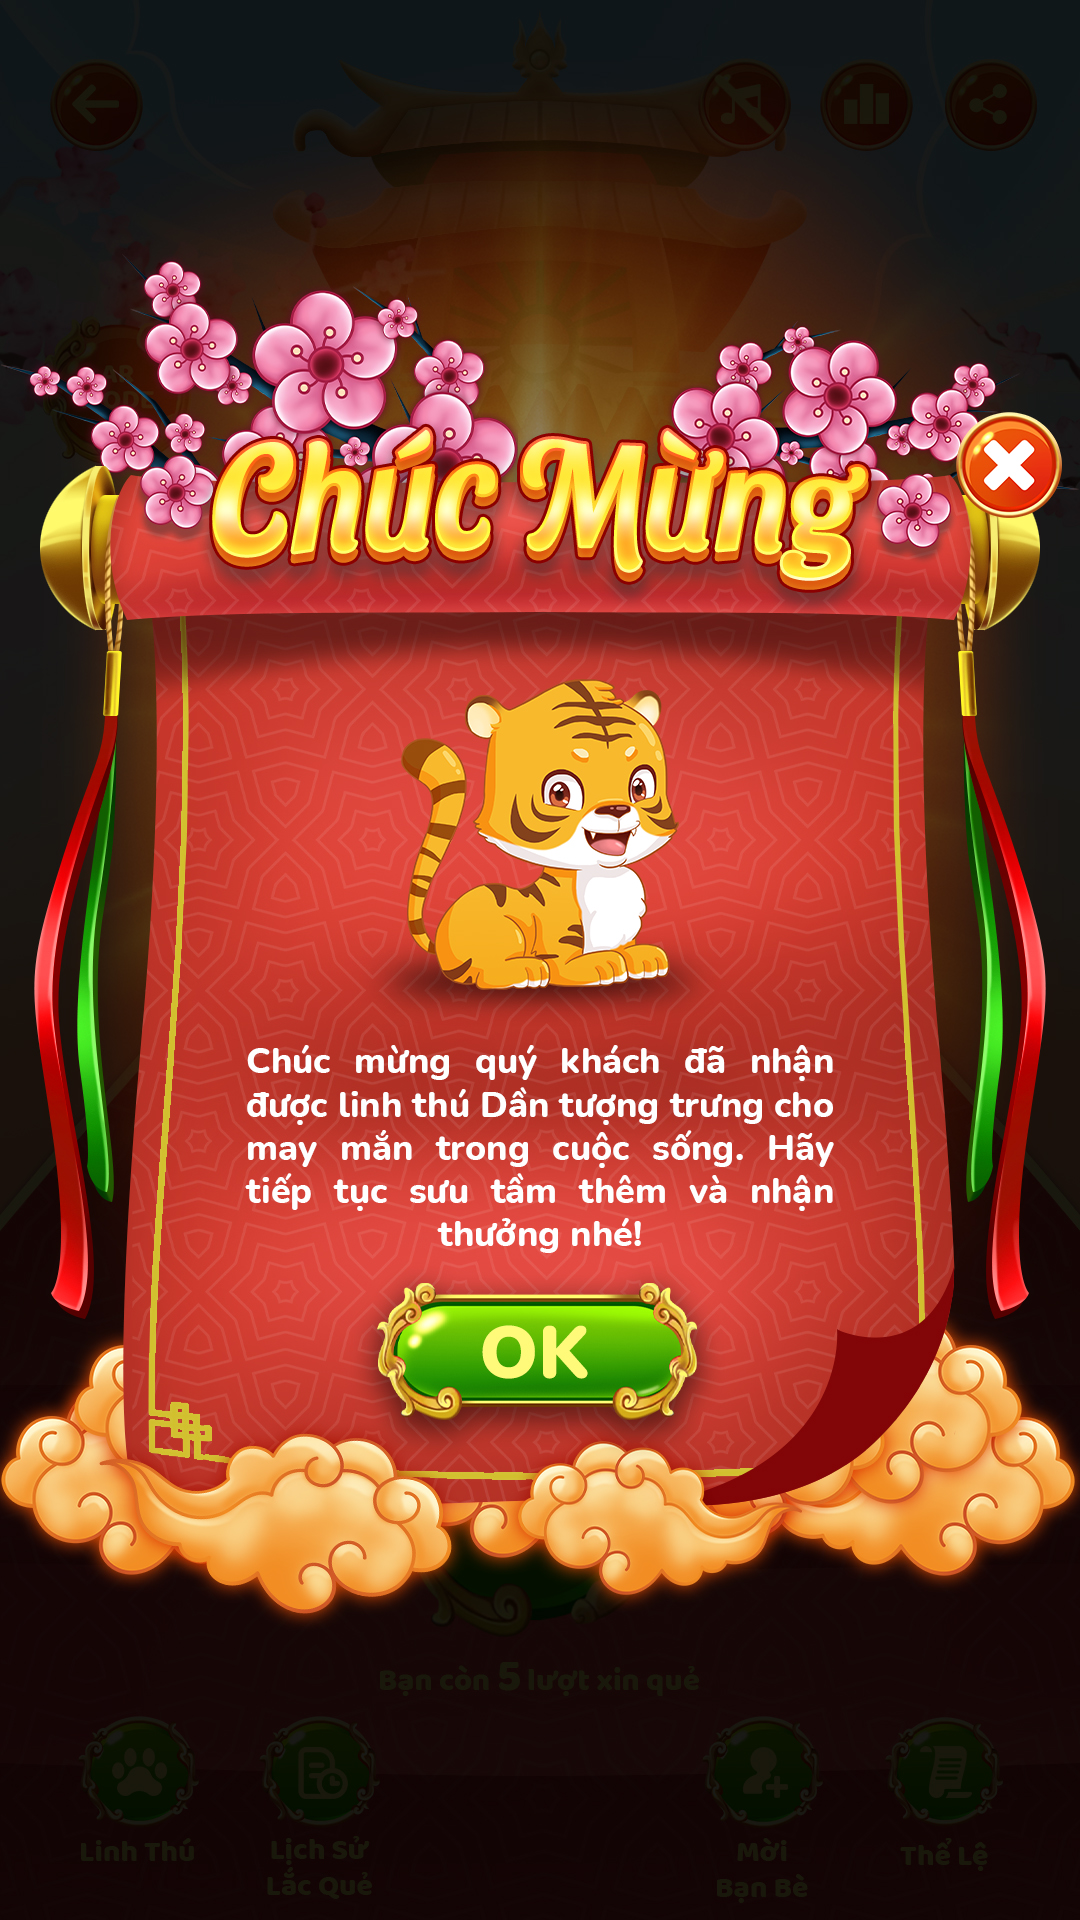 AR
Chúc Mừng
Chúc mừng quý khách đã nhận
được linh thú Dần tượng trưng cho
may mắn trong cuộc sống. Hãy
tiếp tục sưu tầm thêm và nhận
thưởng nhé!
OK
Bạn còn 5 lượt xin quẻ
Linh Thú
Lịch Sử
Lắc Quẻ
Mời
Bạn Bè
Thể Lệ